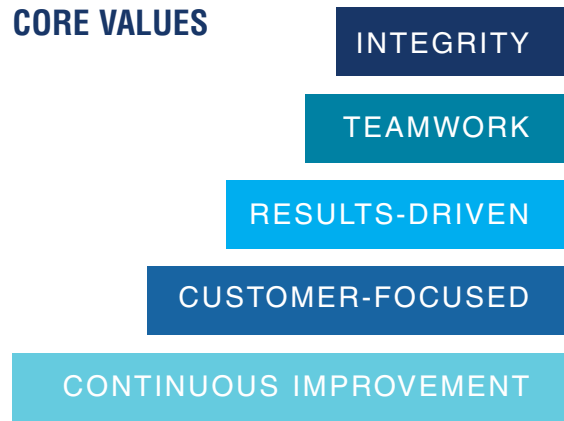 CORE VALUES
INTEGRITY
TEAMWORK
RESULTS-DRIVEN
CUSTOMER-FOCUSED
CONTINUOUS IMPROVEMENT